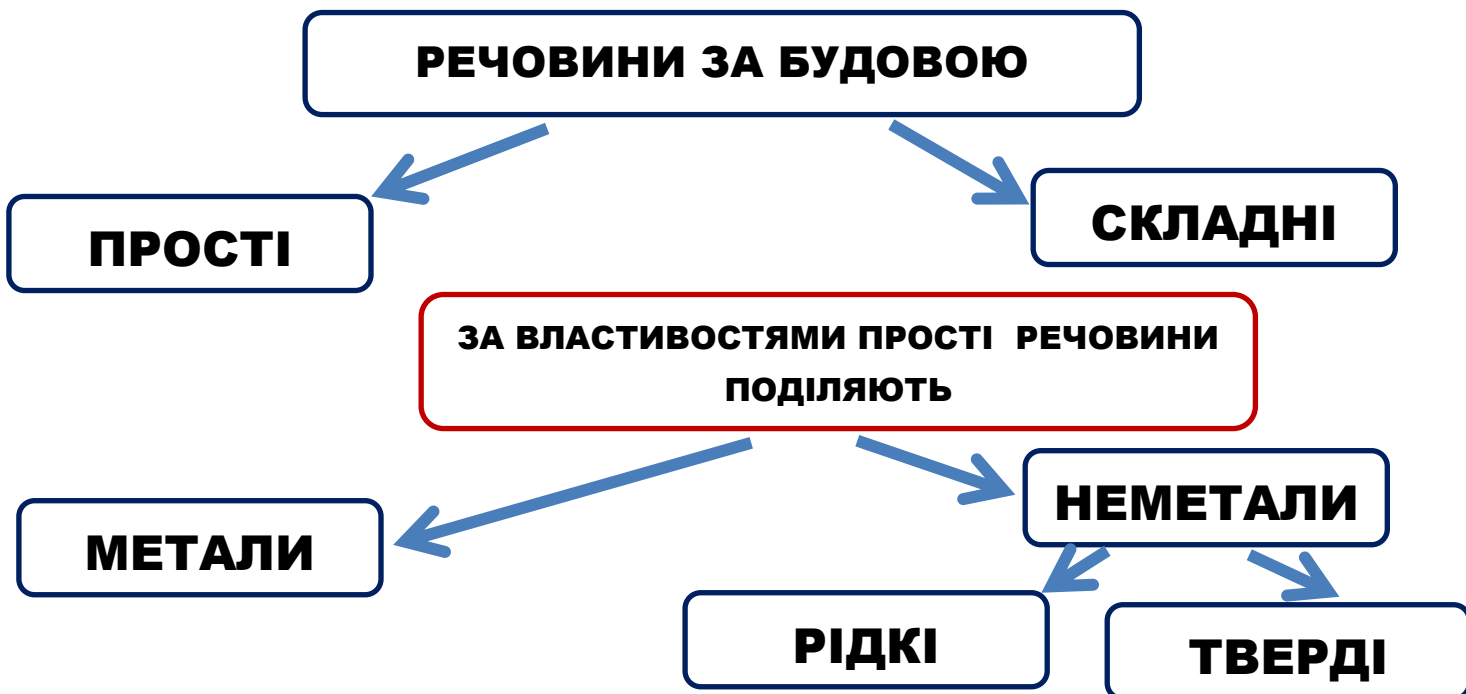 РЕЧОВИНИ ЗА БУДОВОЮ
ПРОСТІ
СКЛАДНІ
ЗА ВЛАСТИВОСТЯМИ ПРОСТІ РЕЧОВИНИ
ПОДІЛЯЮТЬ
МЕТАЛИ
НЕМЕТАЛИ
РІДКІ
ТВЕРДІ